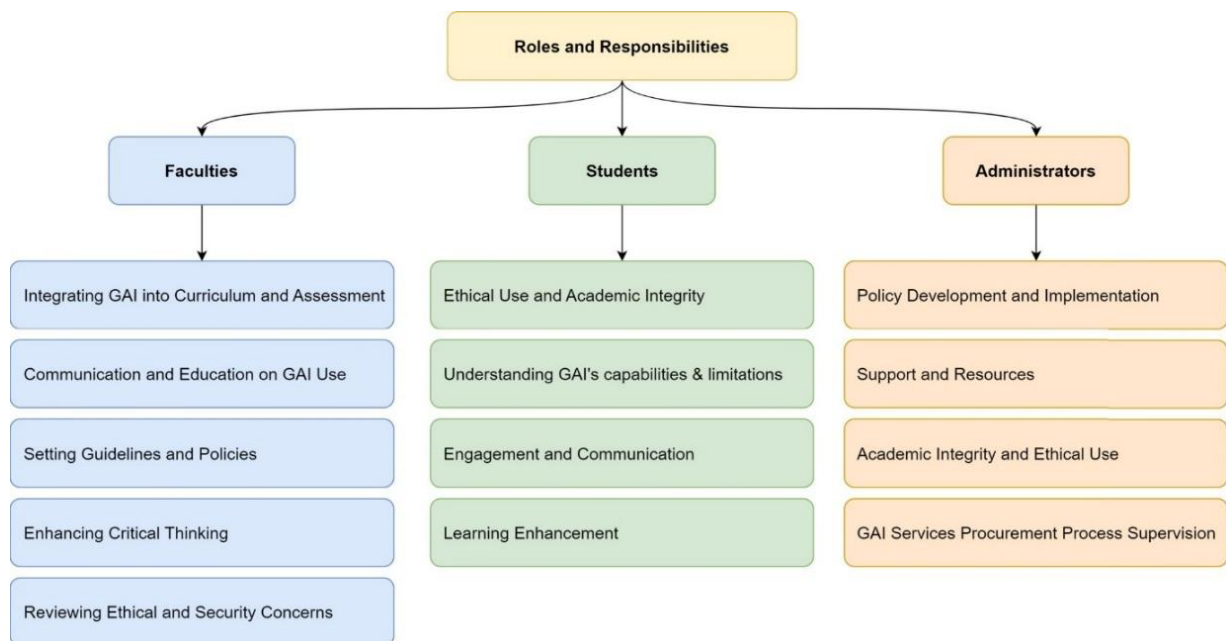 Roles and Responsibilities
Faculties
Students
Administrators
Integrating GAI into Curriculum and Assessment
Communication and Education on GAI Use
Setting Guidelines and Policies
Enhancing Critical Thinking
Reviewing Ethical and Security Concerns
Ethical Use and Academic Integrity
Understanding GAI's capabilities & limitations
Engagement and Communication
Learning Enhancement
Policy Development and Implementation
Support and Resources
Academic Integrity and Ethical Use
GAI Services Procurement Process Supervision